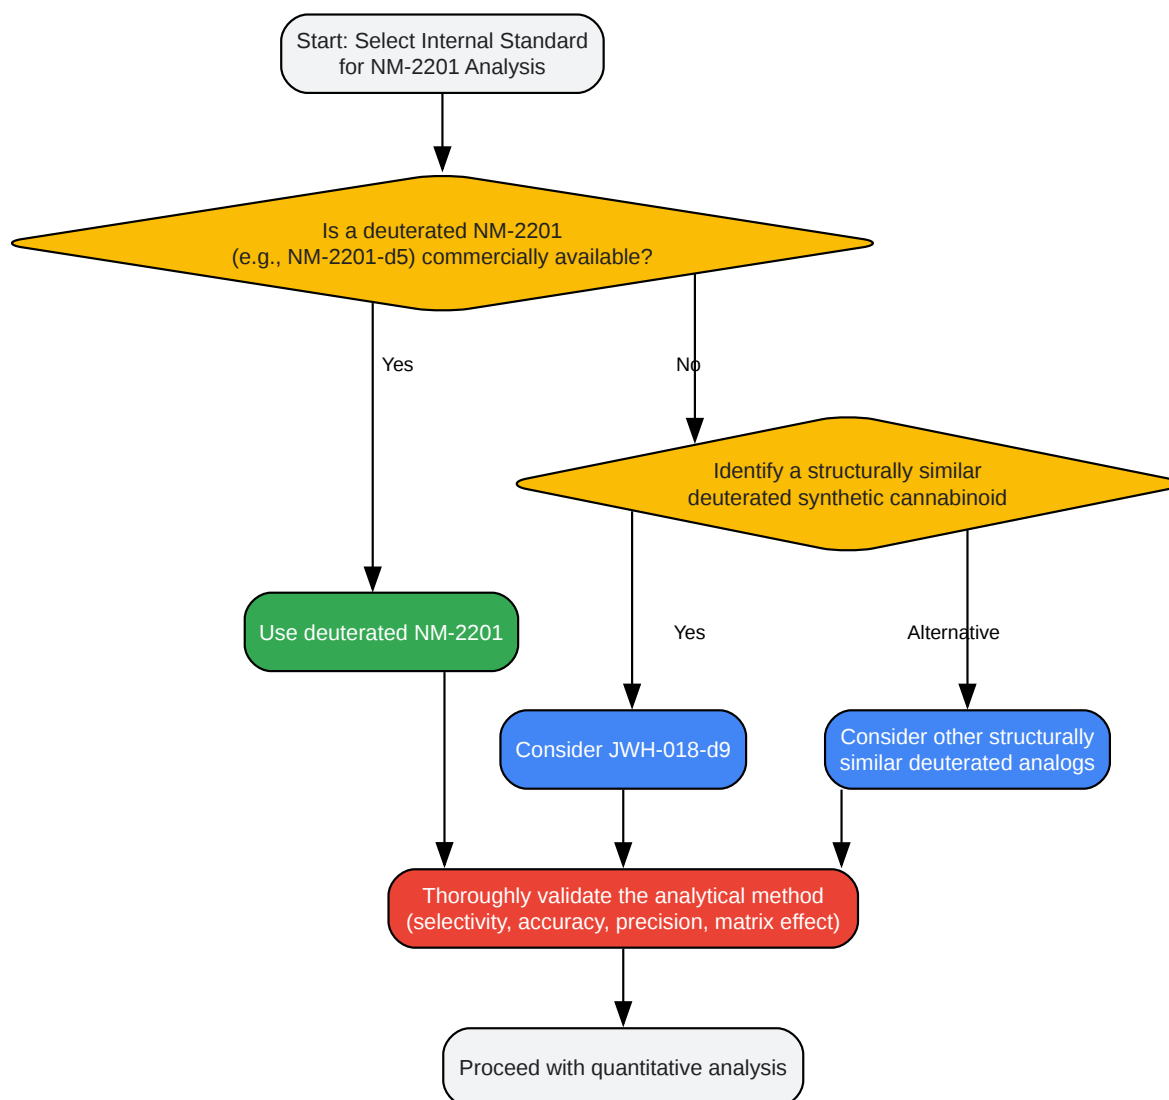 Start: Select Internal Standard
for NM-2201 Analysis
Is a deuterated NM-2201
(e.g., NM-2201-d5) commercially available?
Yes
No
Identify a structurally similar
deuterated synthetic cannabinoid
Use deuterated NM-2201
Yes
Alternative
Consider JWH-018-d9
Consider other structurally
similar deuterated analogs
Thoroughly validate the analytical method
(selectivity, accuracy, precision, matrix effect)
Proceed with quantitative analysis